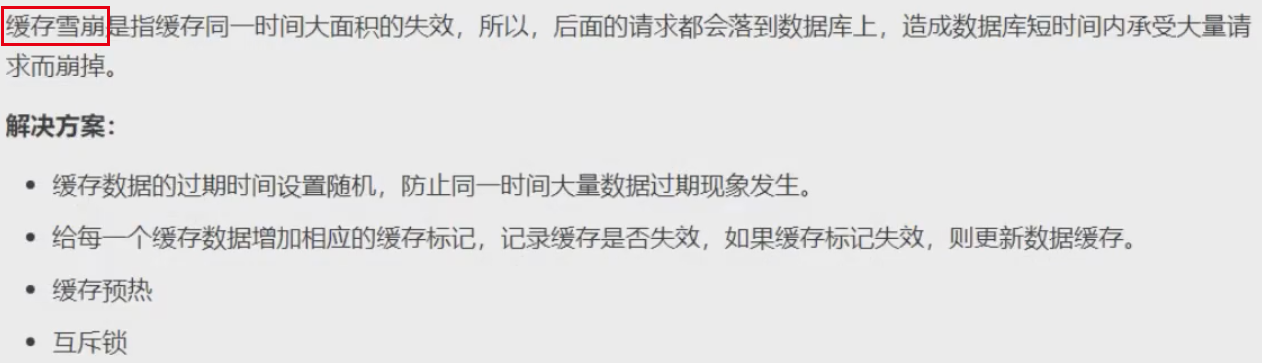 缓存雪崩是指缓存同一时间大面积的失效，所以，后面的请求都会落到数据库上，造成数据库短时间内承受大量请
求而崩掉。
解决方案：
• 缓存数据的过期时间设置随机，防止同一时间大量数据过期现象发生。
• 给每一个缓存数据增加相应的缓存标记，记录缓存是否失效，如果缓存标记失效，则更新数据缓存。
• 缓存预热
• 互斥锁